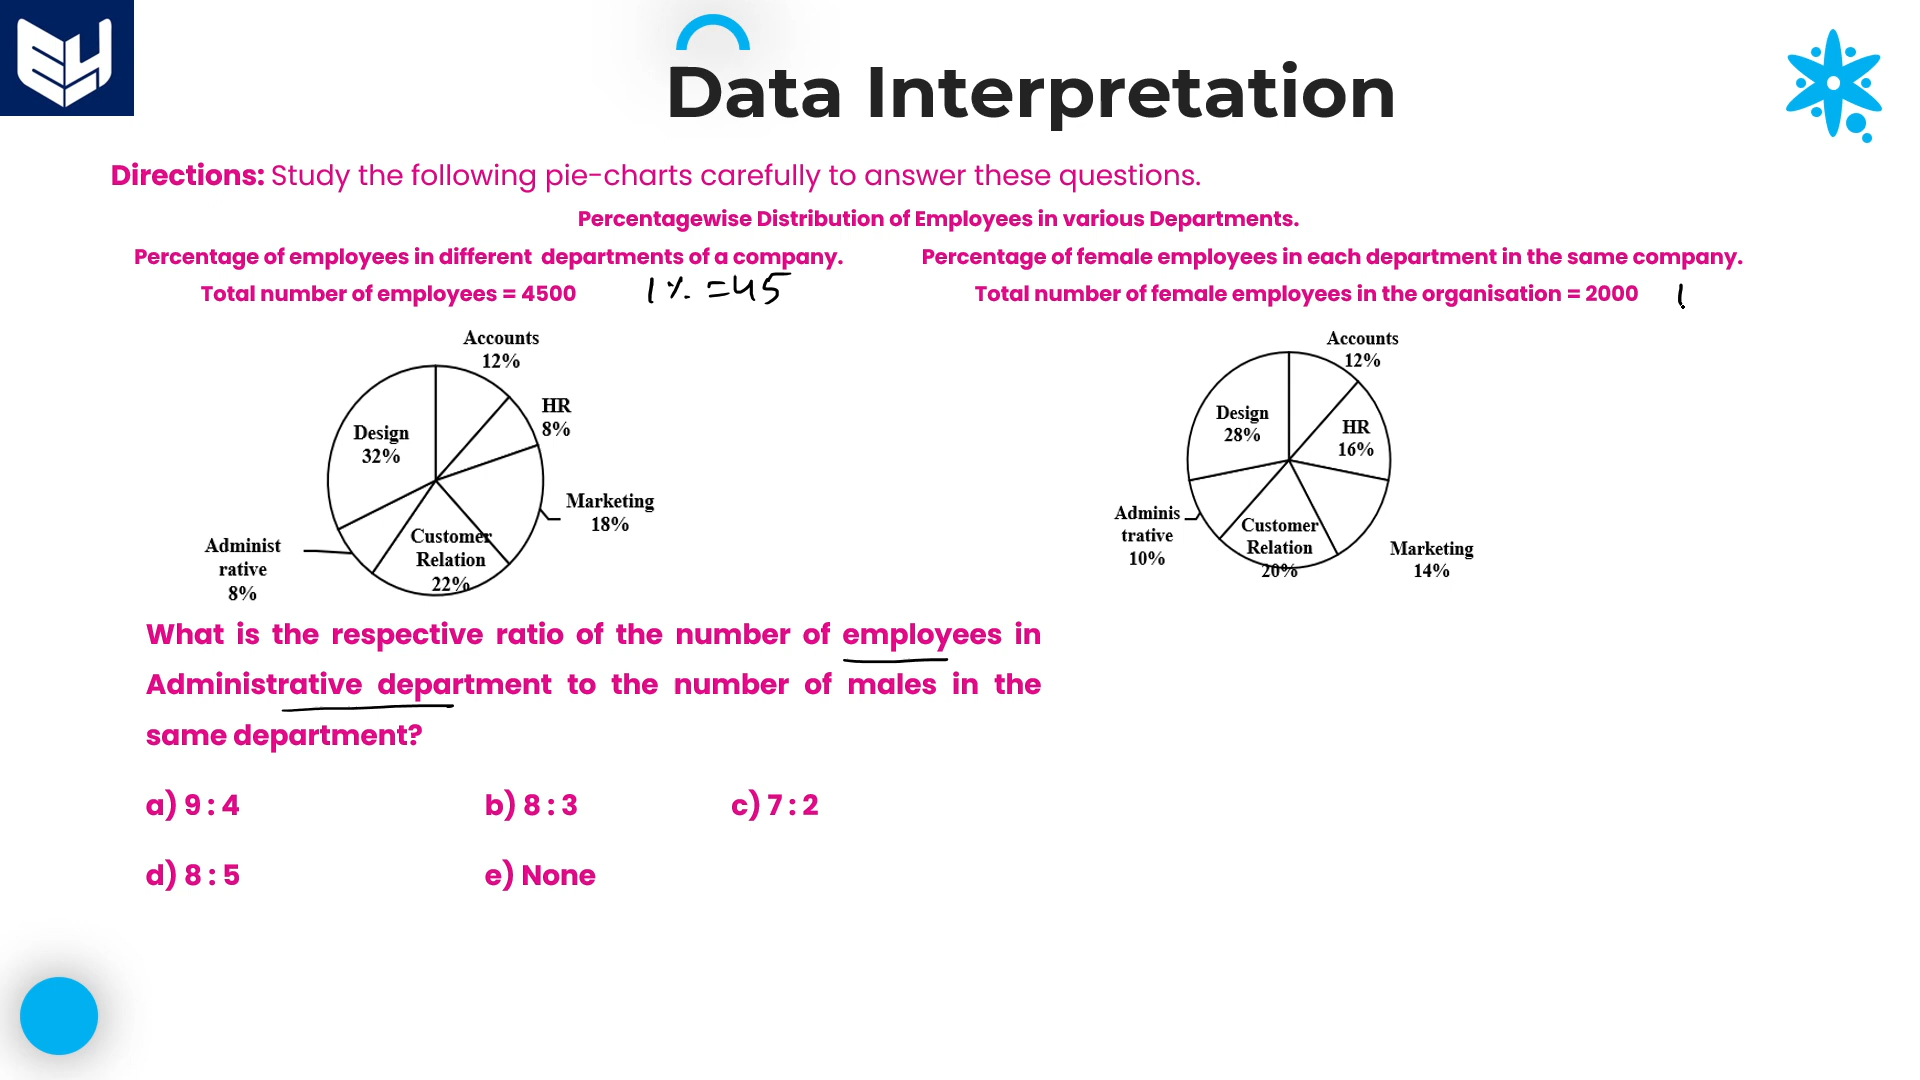 Data Interpretation
Directions: Study the following pie-charts carefully to answer these questions.
Percentagewise Distribution of Employees in various Departments.
Percentage of employees in different departments of a company.
Total number of employees = 4500
1% = 45
Percentage of female employees in each department in the same company.
Total number of female employees in the organisation = 2000
Accounts
12%
HR
8%
Design
32%
Marketing
18%
Customer
Relation
22%
Administ
rative
8%
Accounts
12%
Design
28%
HR
16%
Adminis
trative
10%
Customer
Relation
20%
Marketing
14%
What is the respective ratio of the number of employees in
Administrative department to the number of males in the
same department?
a) 9 : 4
b) 8 : 3
c) 7 : 2
d) 8 : 5
e) None